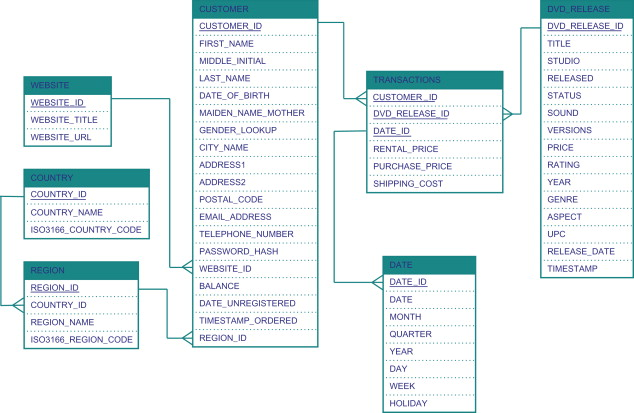 CUSTOMER
CUSTOMER_ID
FIRST_NAME
MIDDLE_INITIAL
LAST_NAME
DATE_OF_BIRTH
MAIDEN_NAME_MOTHER
GENDER_LOOKUP
CITY_NAME
ADDRESS1
ADDRESS2
POSTAL_CODE
EMAIL_ADDRESS
TELEPHONE_NUMBER
PASSWORD_HASH
WEBSITE_ID
BALANCE
DATE_UNREGISTERED
TIMESTAMP_ORDERED
REGION_ID
WEBSITE
WEBSITE_ID
WEBSITE_TITLE
WEBSITE_URL
COUNTRY
COUNTRY_ID
COUNTRY_NAME
ISO3166_COUNTRY_CODE
REGION
REGION_ID
COUNTRY_ID
REGION_NAME
ISO3166_REGION_CODE
TRANSACTIONS
CUSTOMER_ID
DVD_RELEASE_ID
DATE_ID
RENTAL_PRICE
PURCHASE_PRICE
SHIPPING_COST
DATE
DATE_ID
DATE
MONTH
QUARTER
YEAR
DAY
WEEK
HOLIDAY
DVD_RELEASE
DVD_RELEASE_ID
TITLE
STUDIO
RELEASED
STATUS
SOUND
VERSIONS
PRICE
RATING
YEAR
GENRE
ASPECT
UPC
RELEASE_DATE
TIMESTAMP